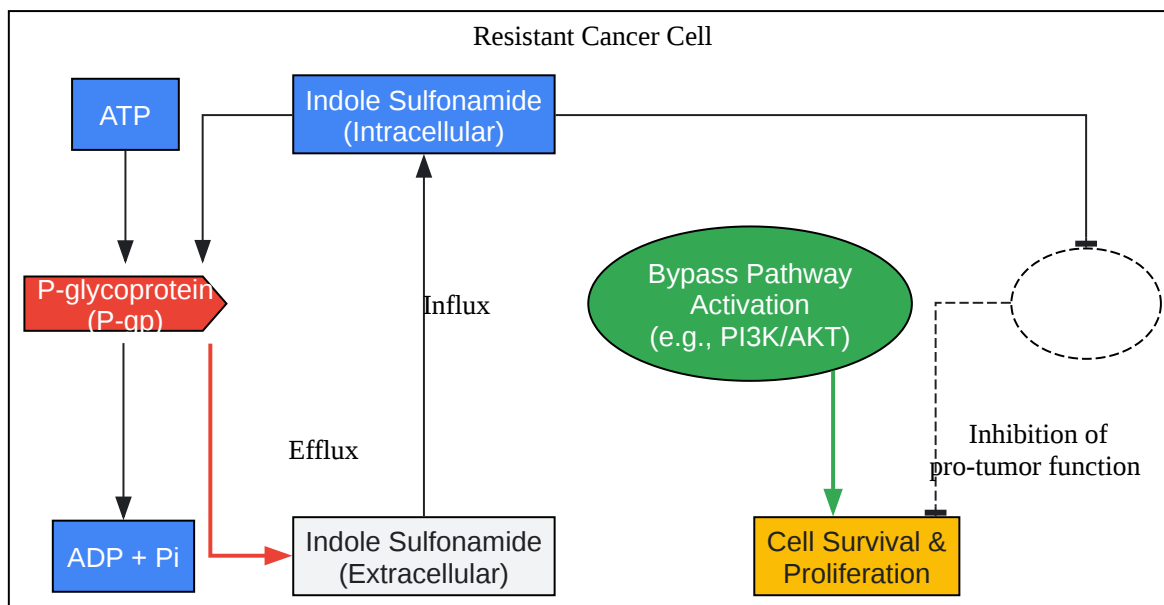 Resistant Cancer Cell
ATP
Indole Sulfonamide
(Intracellular)
P-glycoprotein
(P-gp)
Influx
Bypass Pathway
Activation
(e.g., PI3K/AKT)
Efflux
Inhibition of
pro-tumor function
ADP + Pi
Indole Sulfonamide
(Extracellular)
Cell Survival &
Proliferation